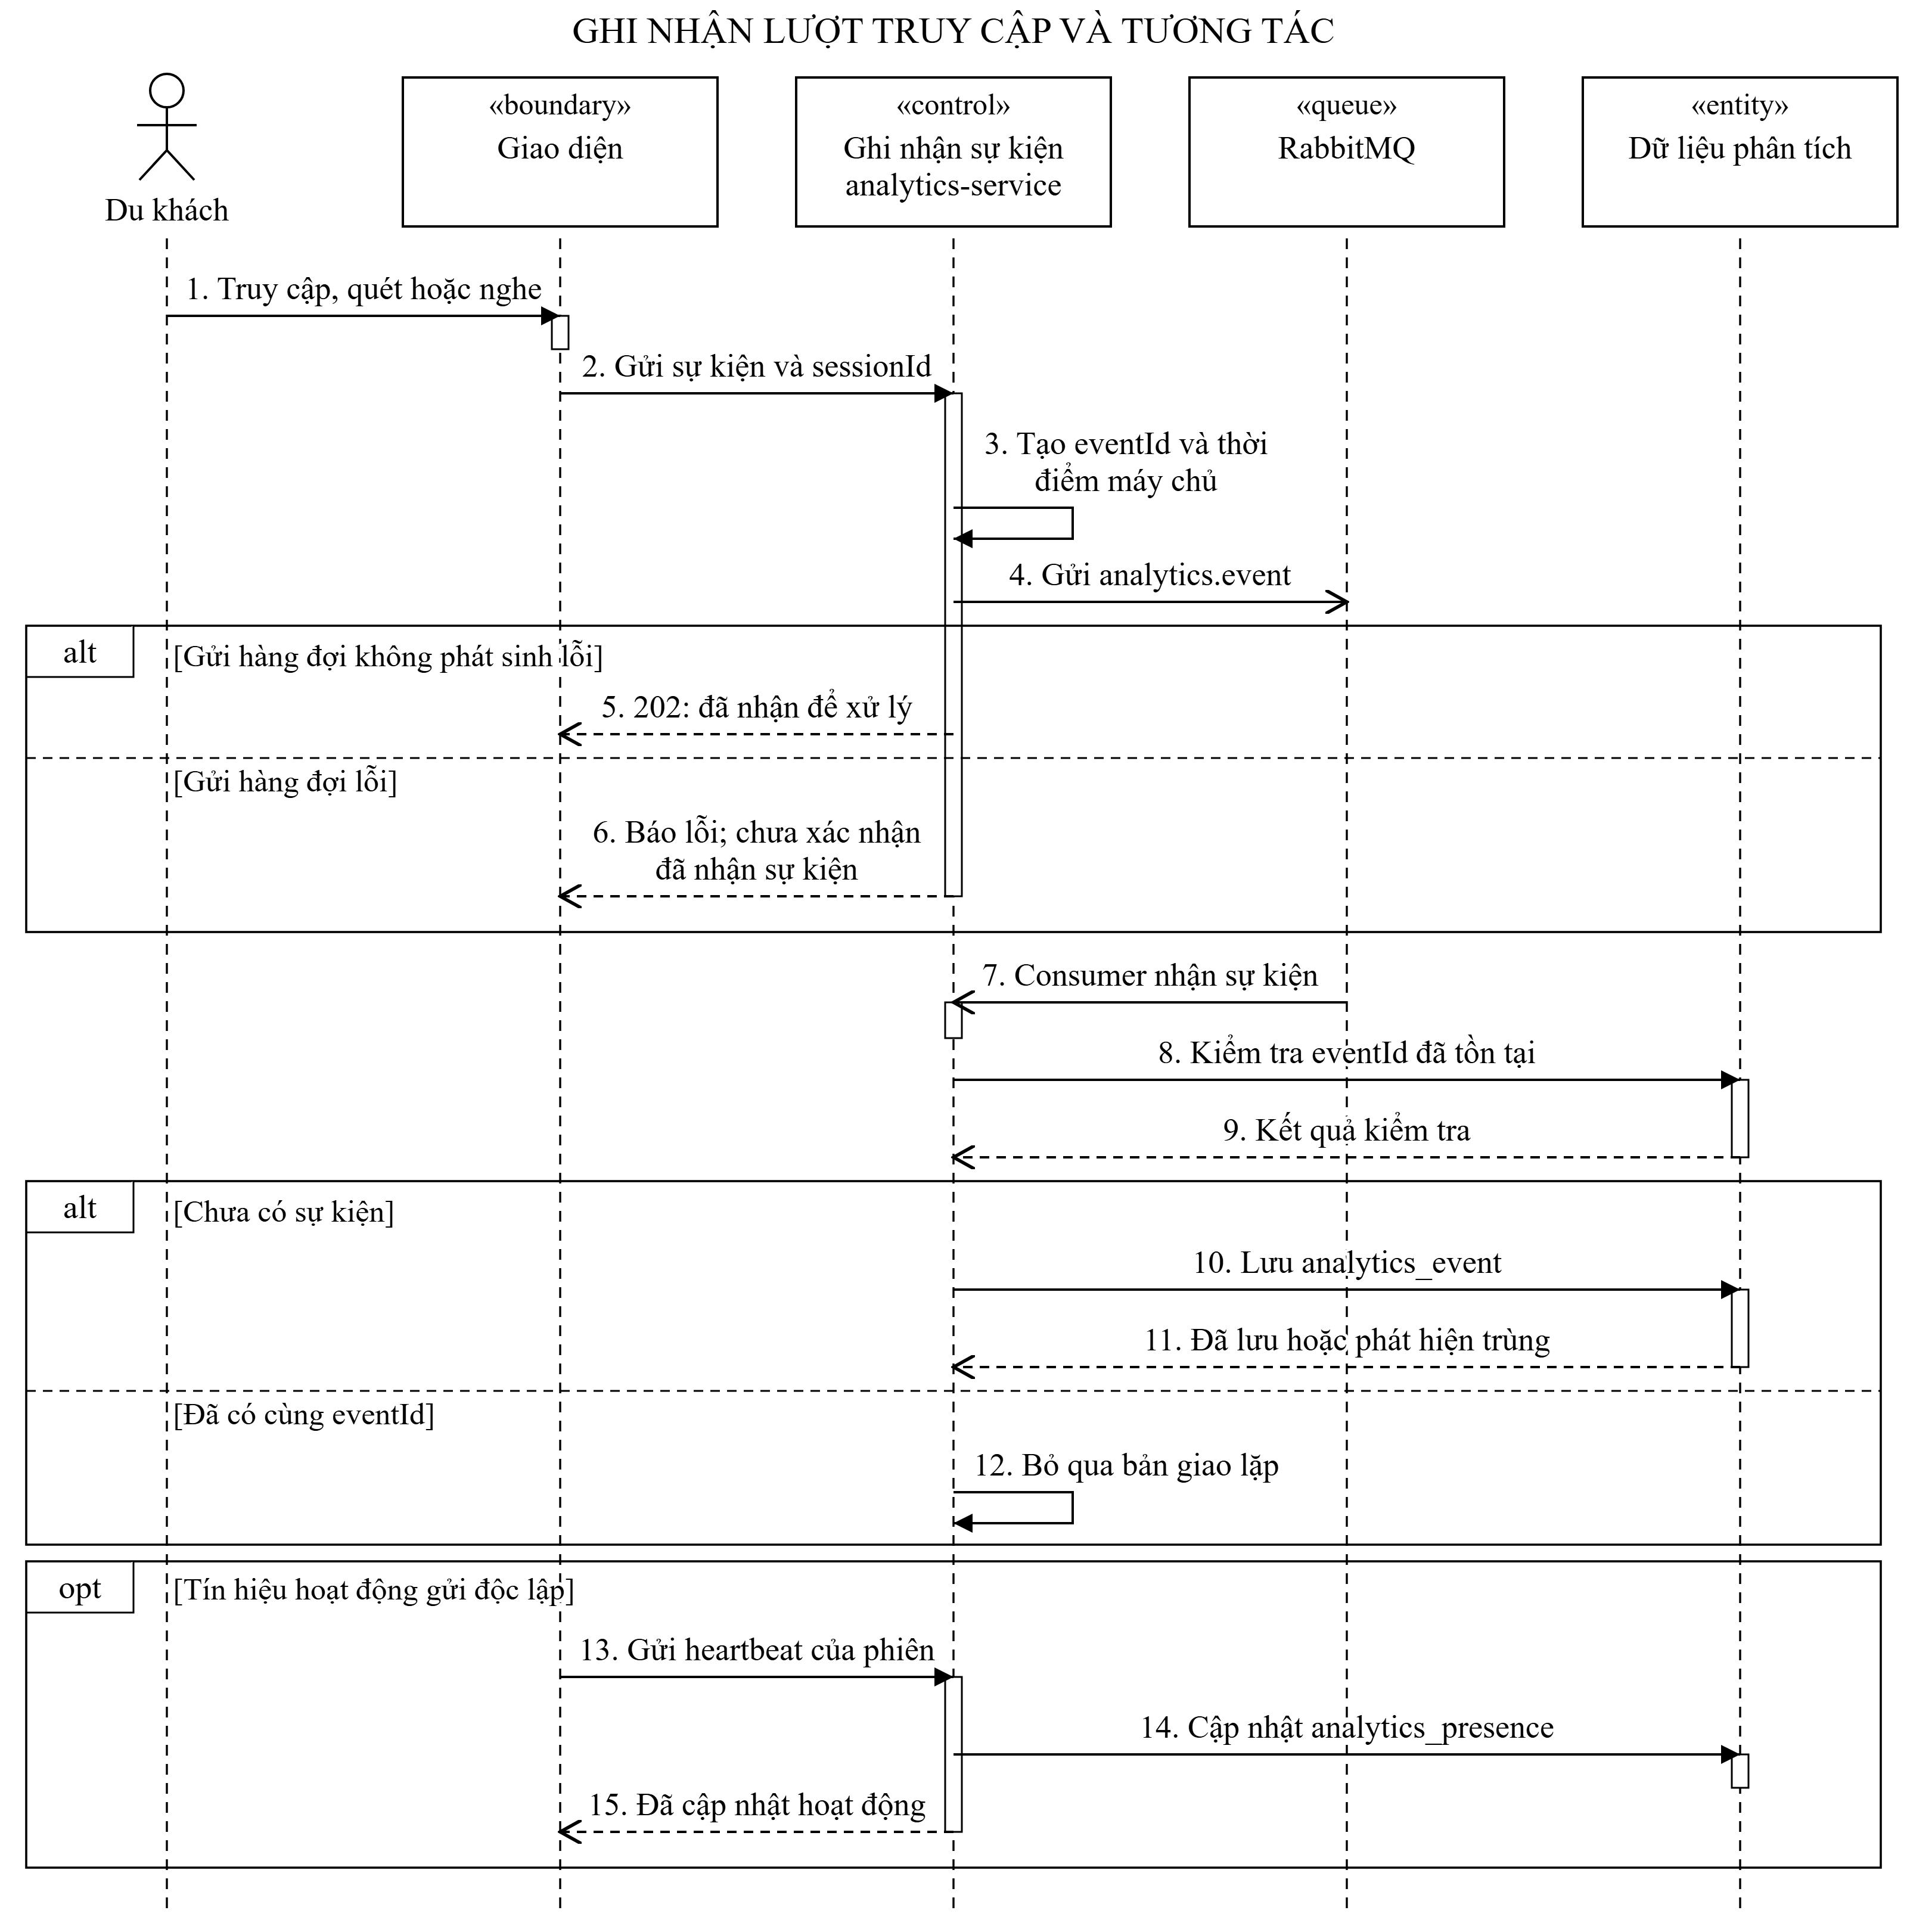 GHI NHẬN LƯỢT TRUY CẬP VÀ TƯƠNG TÁC
Du khách
«boundary»
Giao diện
«control»
Ghi nhận sự kiện
analytics-service
«queue»
RabbitMQ
«entity»
Dữ liệu phân tích
1. Truy cập, quét hoặc nghe
2. Gửi sự kiện và sessionId
3. Tạo eventId và thời
điểm máy chủ
4. Gửi analytics.event
alt
[Gửi hàng đợi không phát sinh lỗi]
5. 202: đã nhận để xử lý
[Gửi hàng đợi lỗi]
6. Báo lỗi; chưa xác nhận
đã nhận sự kiện
7. Consumer nhận sự kiện
8. Kiểm tra eventId đã tồn tại
9. Kết quả kiểm tra
alt
[Chưa có sự kiện]
10. Lưu analytics_event
11. Đã lưu hoặc phát hiện trùng
[Đã có cùng eventId]
12. Bỏ qua bản giao lặp
opt
[Tín hiệu hoạt động gửi độc lập]
13. Gửi heartbeat của phiên
14. Cập nhật analytics_presence
15. Đã cập nhật hoạt động